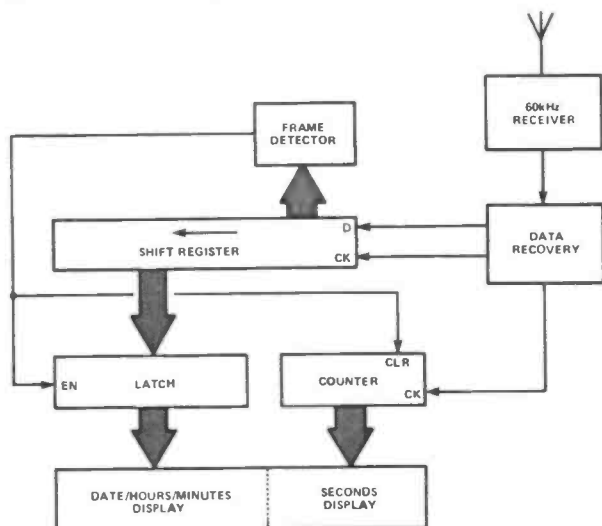 60kHz
RECEIVER
FRAME
DETECTOR
D
SHIFT REGISTER
CK
DATA
RECOVERY
CLR
EN
LATCH
COUNTER
CK
DATE/HOURS/MINUTES
DISPLAY
SECONDS
DISPLAY